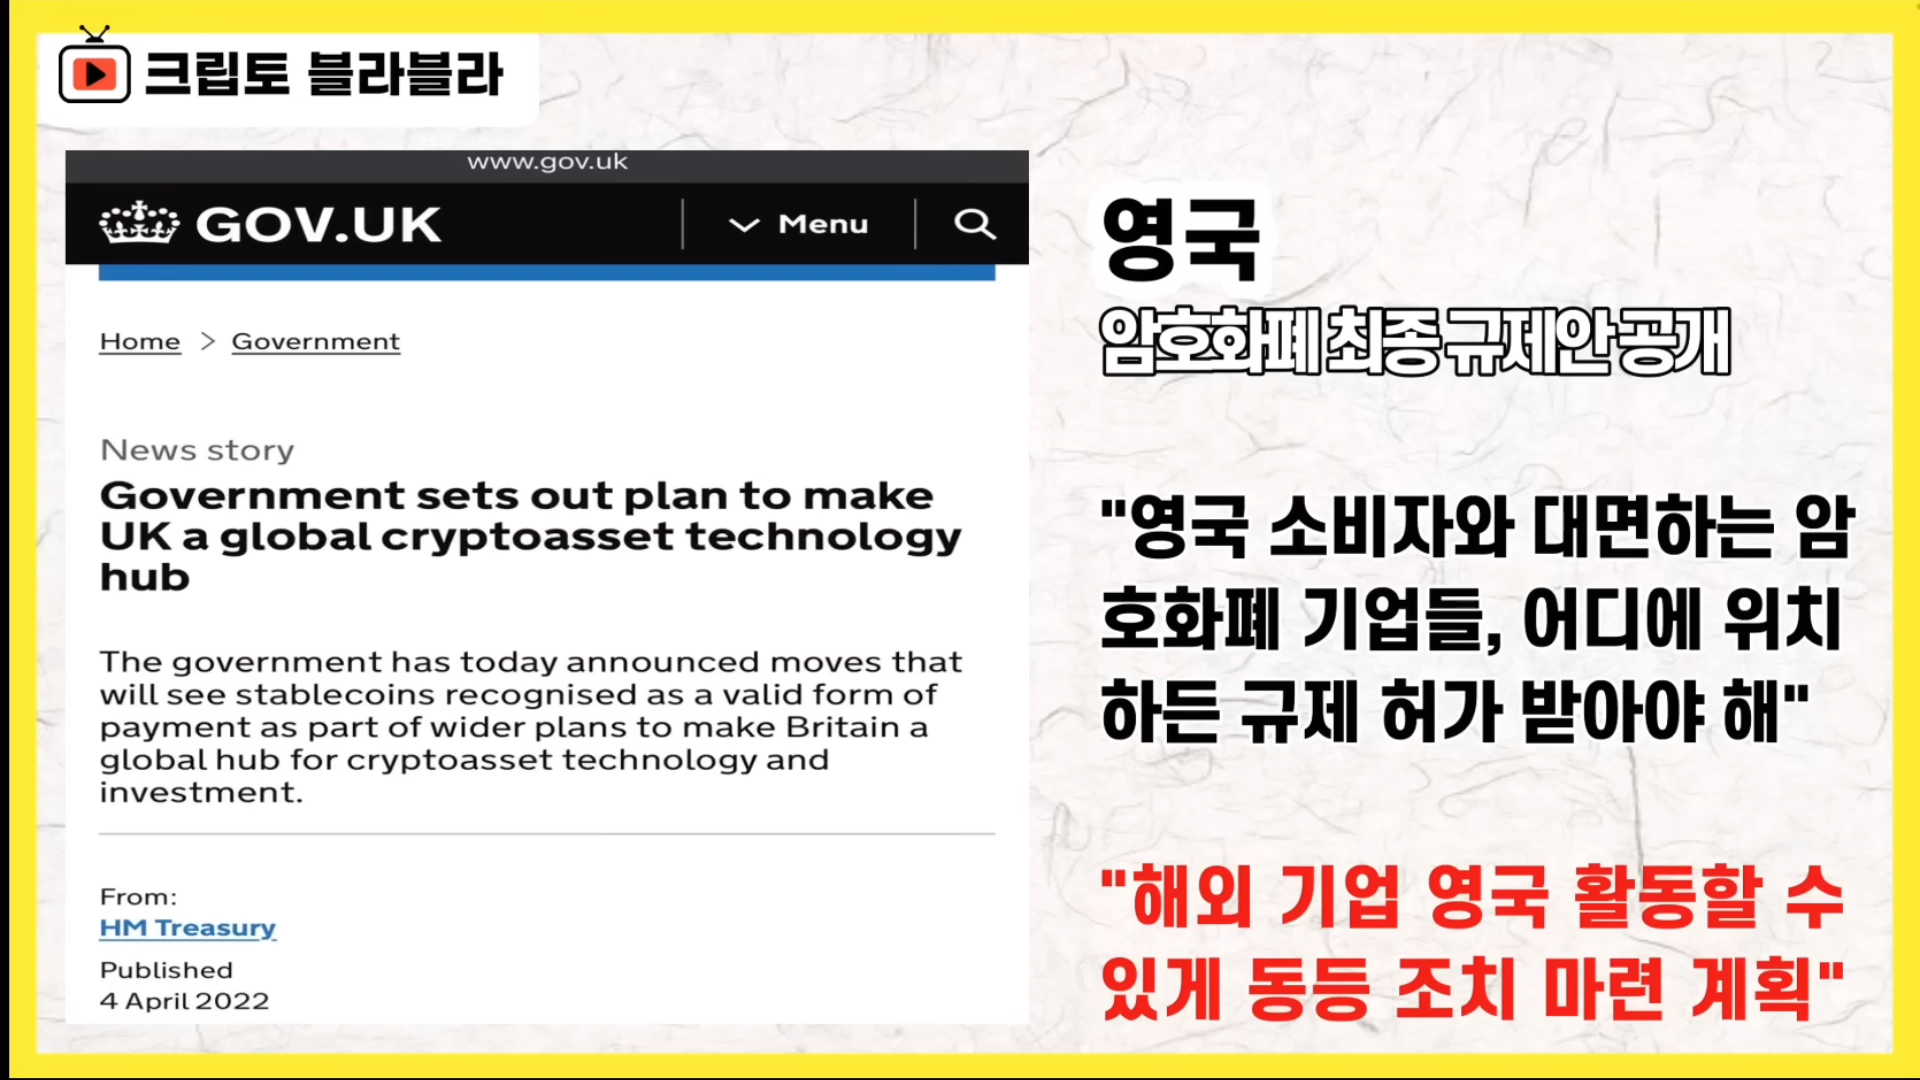 크립토 블라블라
www.gov.uk
GOV.UK
Menu
Home > Government
News story
Government sets out plan to make
UK a global cryptoasset technology
hub
The government has today announced moves that
will see stablecoins recognised as a valid form of
payment as part of wider plans to make Britain a
global hub for cryptoasset technology and
investment.
From:
HM Treasury
Published
4 April 2022
영국
암호화폐 최종 규제안 공개
"영국 소비자와 대면하는 암
호화폐 기업들, 어디에 위치
하든 규제 허가 받아야 해"
"해외 기업 영국 활동할 수
있게 동등 조치 마련 계획"